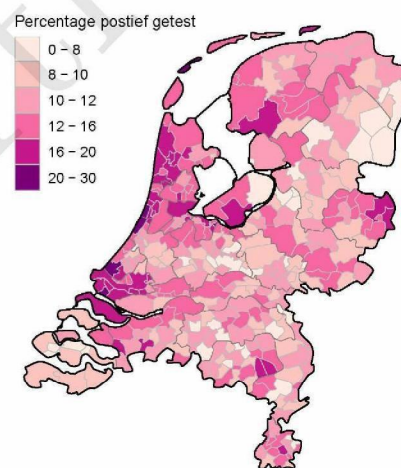 Percentage postief getest
0 – 8
8 – 10
10 – 12
12 – 16
16 – 20
20 – 30